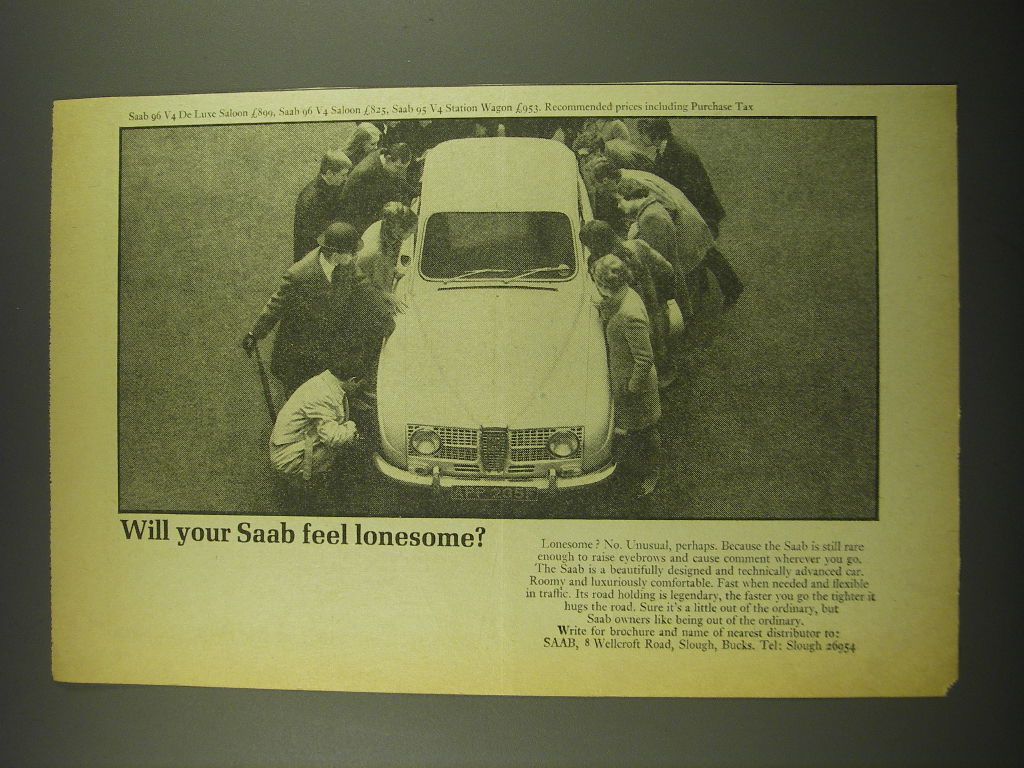 Saab 96 V4 De Luxe Saloon £899, Saab 96 V4 Saloon £825, Saab 95 V4 Station Wagon £953. Recommended prices including Purchase Tax
Will your Saab feel lonesome?
Lonesome? No. Unusual, perhaps. Because the Saab is still rare
enough to raise eyebrows and cause comment wherever you go.
The Saab is a beautifully designed and technically advanced car.
Roomy and luxuriously comfortable. Fast when needed and flexible
in traffic. Its road holding is legendary, the faster you go the tighter it
hugs the road. Sure it's a little out of the ordinary, but
Saab owners like being out of the ordinary.
Write for brochure and name of nearest distributor to:
SAAB, 8 Wellcroft Road, Slough, Bucks. Tel: Slough 26954